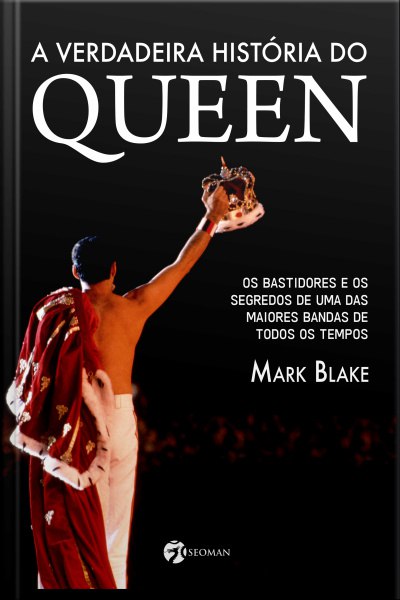 A VERDADEIRA HISTÓRIA DO
QUEEN
OS BASTIDORES E OS
SEGREDOS DE UMA DAS
MAIORES BANDAS DE
TODOS OS TEMPOS
MARK BLAKE
SEOMAN